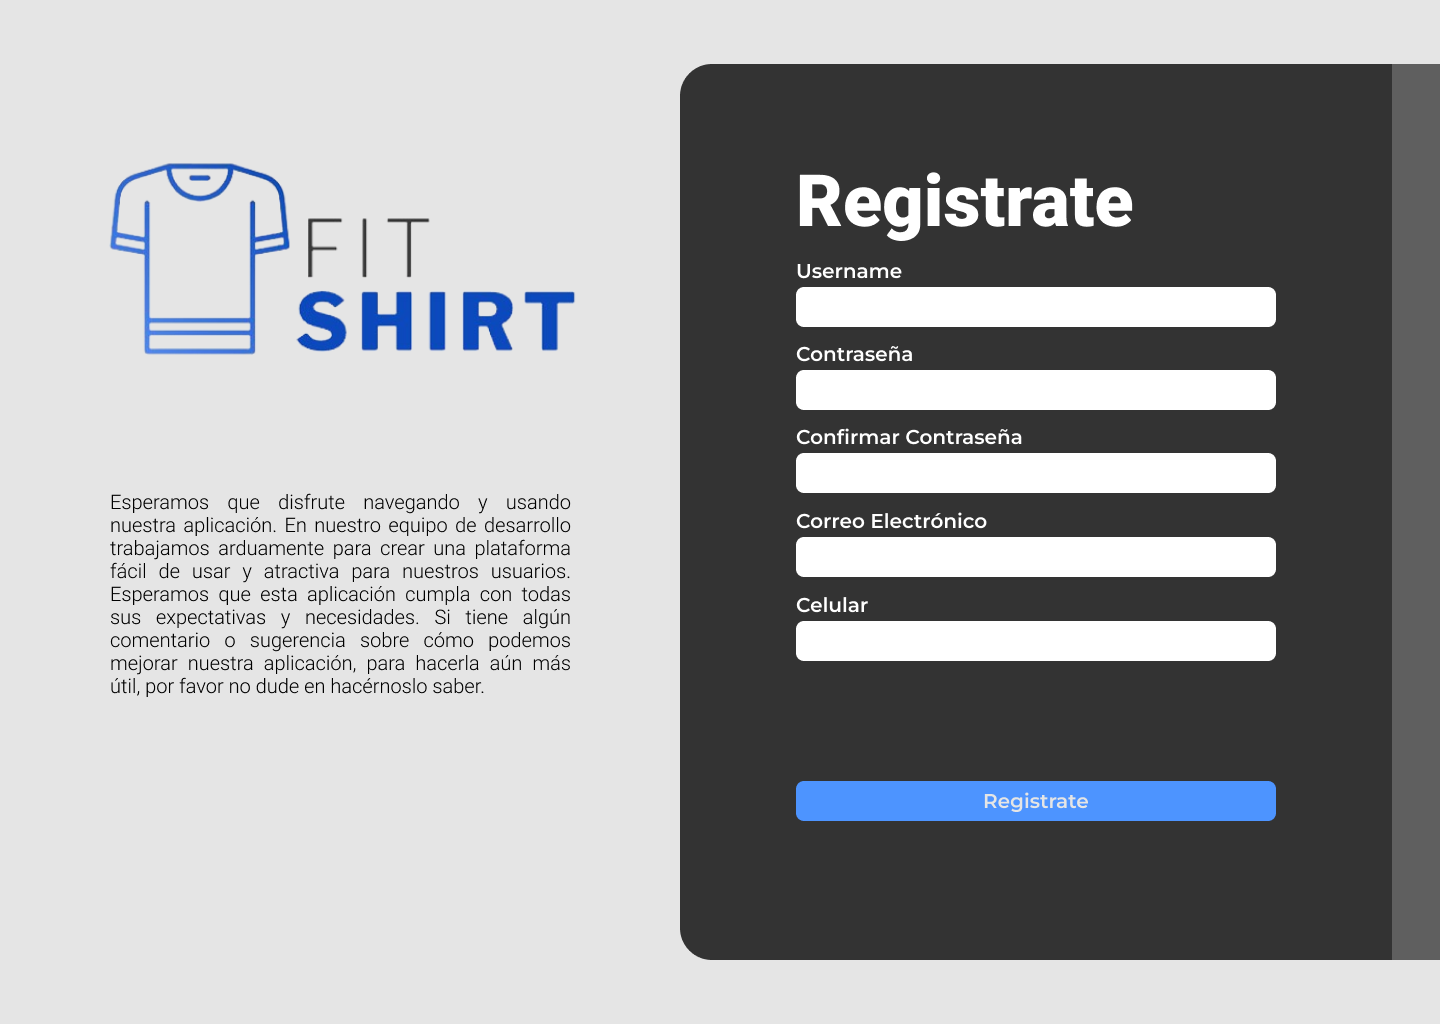 FIT
SHIRT
Esperamos que disfrute navegando y usando
nuestra aplicación. En nuestro equipo de desarrollo
trabajamos arduamente para crear una plataforma
fácil de usar y atractiva para nuestros usuarios.
Esperamos que esta aplicación cumpla con todas
sus expectativas y necesidades. Si tiene algún
comentario o sugerencia sobre cómo podemos
mejorar nuestra aplicación, para hacerla aún más
útil, por favor no dude en hacérnoslo saber.
Registrate
Username
Contraseña
Confirmar Contraseña
Correo Electrónico
Celular
Registrate